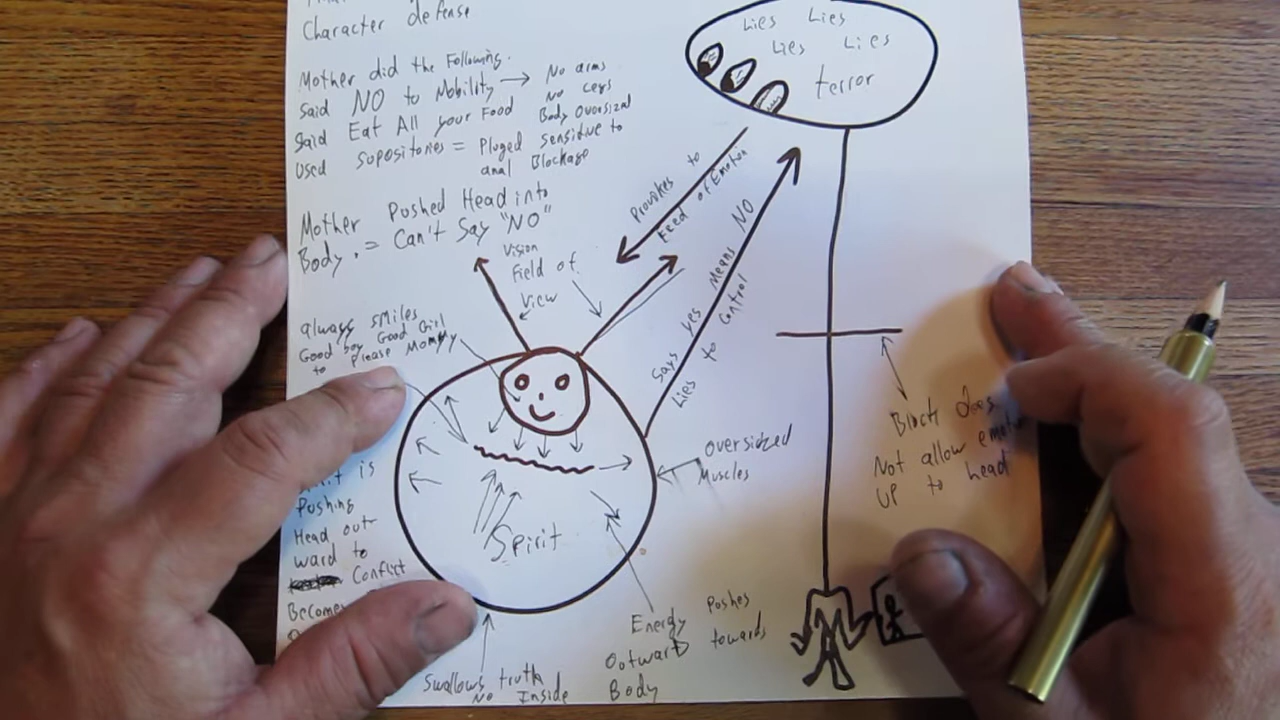 Character defense
Mother did the Following.
said NO to Mobility → No arms
No Legs
said Eat All your Food Body Oversized
Used Supositories = Pluged sensitive to
anal Blockage
Mother Pushed Head into
Body. = Can't Say "NO"
Vision
Field of
View
always smiles
Good boy Good Girl
to Please Mommy
is
Pushing
Head out-
ward to
Conflict
Becomes
Swallows truth
No Inside
Spirit
Energy Poshes
Outward towards
Body
oversized
Muscles
Says yes Means NO
Lies to Control
Provokes to
Feed of Emotion
Lies Lies
Lies Lies
terror
Block does
Not allow emot
UP to head